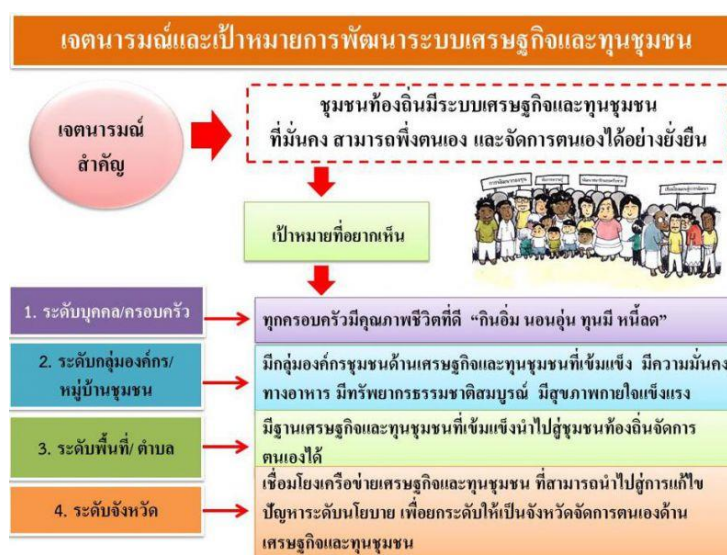 เจตนารมณ์และเป้าหมายการพัฒนาระบบเศรษฐกิจและทุนชุมชน
เจตนารมณ์
สำคัญ
ชุมชนท้องถิ่นมีระบบเศรษฐกิจและทุนชุมชน
ที่มั่นคง สามารถพึ่งตนเอง และจัดการตนเองได้อย่างยั่งยืน
เป้าหมายที่อยากเห็น
1. ระดับบุคคล/ครอบครัว
ทุกครอบครัวมีคุณภาพชีวิตที่ดี “กินอิ่ม นอนอุ่น ทุนมี หนี้ลด”
2. ระดับกลุ่มองค์กร/
หมู่บ้านชุมชน
มีกลุ่มองค์กรชุมชนด้านเศรษฐกิจและทุนชุมชนที่เข้มแข็ง มีความมั่นคง
ทางอาหาร มีทรัพยากรธรรมชาติสมบูรณ์ มีสุขภาพกายใจแข็งแรง
3. ระดับพื้นที่/ ตำบล
มีฐานเศรษฐกิจและทุนชุมชนที่เข้มแข็งนำไปสู่ชุมชนท้องถิ่นจัดการ
ตนเองได้
4. ระดับจังหวัด
เชื่อมโยงเครือข่ายเศรษฐกิจและทุนชุมชน ที่สามารถนำไปสู่การแก้ไข
ปัญหาระดับนโยบาย เพื่อยกระดับให้เป็นจังหวัดจัดการตนเองด้าน
เศรษฐกิจและทุนชุมชน